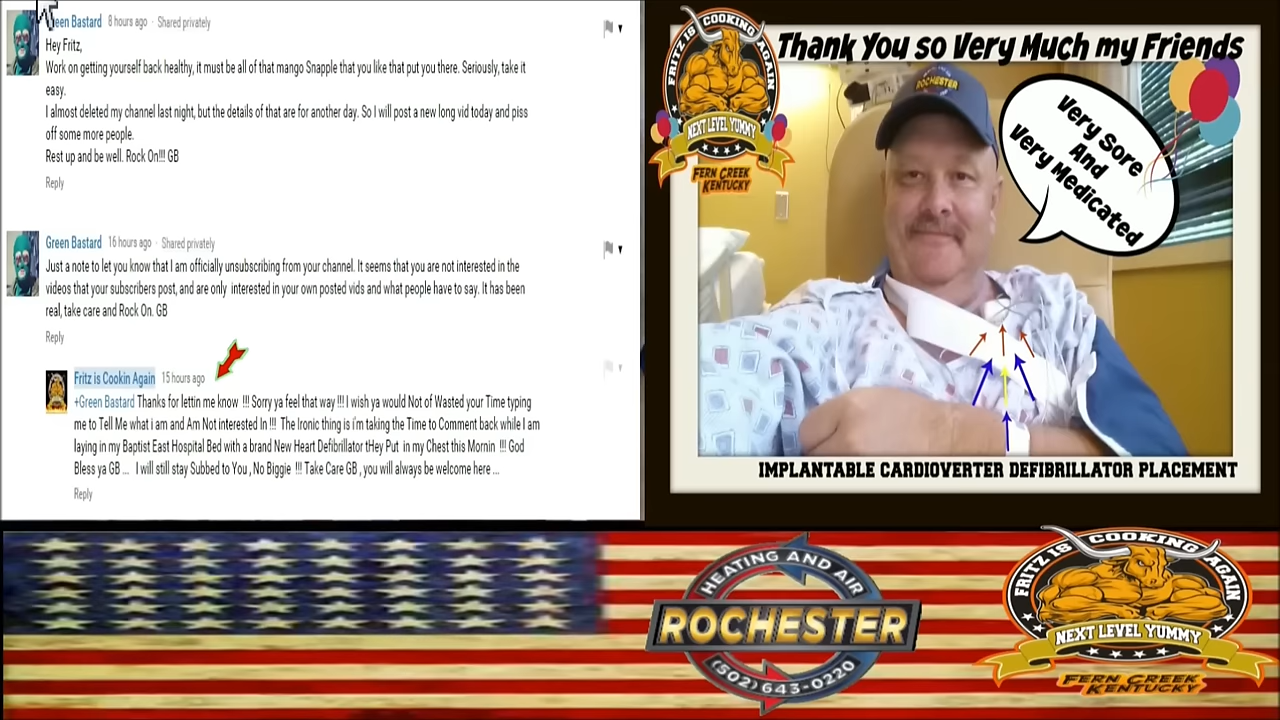 Green Bastard 8 hours ago · Shared privately
Hey Fritz,
Work on getting yourself back healthy, it must be all of that mango Snapple that you like that put you there. Seriously, take it
easy.
I almost deleted my channel last night, but the details of that are for another day. So I will post a new long vid today and piss
off some more people.
Rest up and be well. Rock On!!! GB
Reply
Green Bastard 16 hours ago · Shared privately
Just a note to let you know that I am officially unsubscribing from your channel. It seems that you are not interested in the
videos that your subscribers post, and are only interested in your own posted vids and what people have to say. It has been
real, take care and Rock On. GB
Reply
Fritz is Cookin Again 15 hours ago
+Green Bastard Thanks for lettin me know !!! Sorry ya feel that way !!! I wish ya would Not of Wasted your Time typing
me to Tell Me what i am and Am Not interested In !!! The Ironic thing is i'm taking the Time to Comment back while I am
laying in my Baptist East Hospital Bed with a brand New Heart Defibrillator tHey Put in my Chest this Mornin !!! God
Bless ya GB ... I will still stay Subbed to You , No Biggie !!! Take Care GB , you will always be welcome here ...
Reply
FRITZ IS COOKING AGAIN
NEXT LEVEL YUMMY
FERN CREEK
KENTUCKY
Thank You so Very Much my Friends
ROCHESTER
Very Sore
And
Very Medicated
IMPLANTABLE CARDIOVERTER DEFIBRILLATOR PLACEMENT
HEATING AND AIR
ROCHESTER
(502) 643-0220
FRITZ IS COOKING AGAIN
NEXT LEVEL YUMMY
FERN CREEK
KENTUCKY